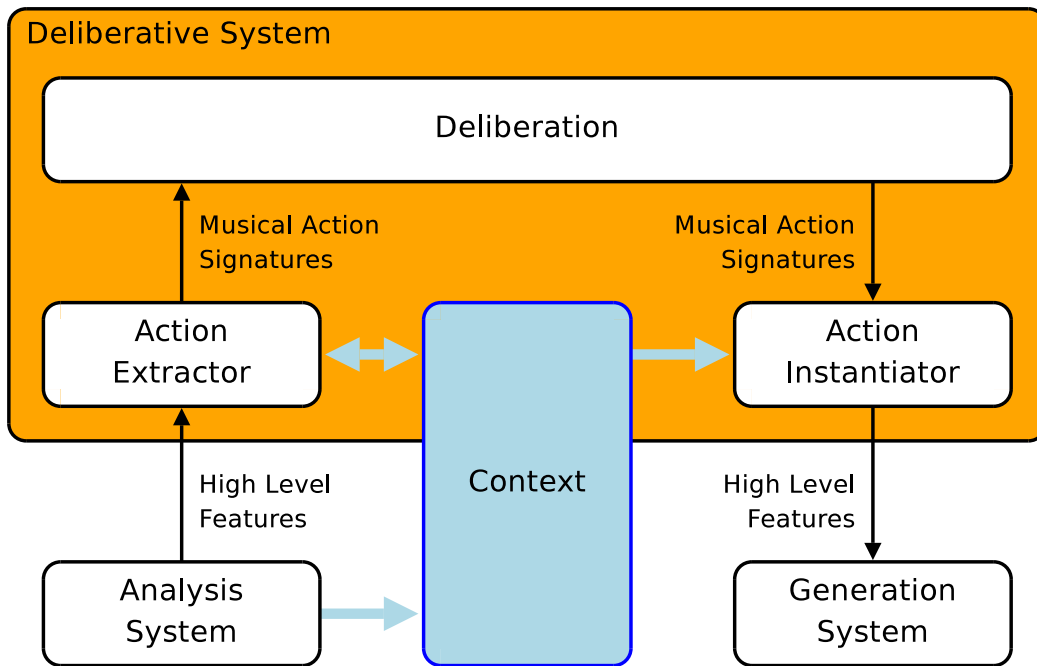 Deliberative System
Deliberation
Musical Action
Signatures
Musical Action
Signatures
Action
Extractor
Action
Instantiator
Context
High Level
Features
High Level
Features
Analysis
System
Generation
System